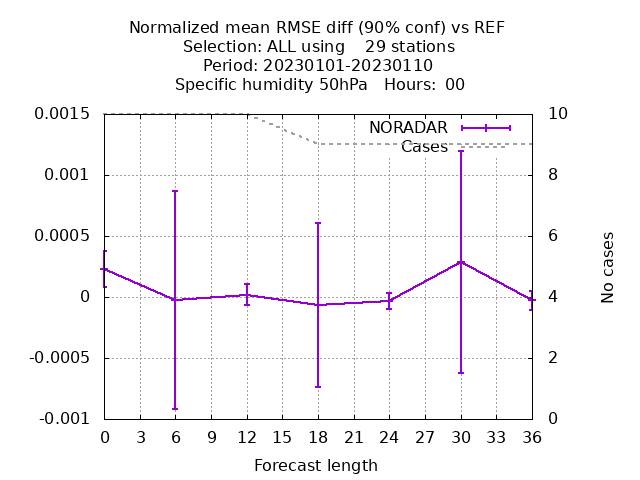 Normalized mean RMSE diff (90% conf) vs REF
Selection: ALL using    29 stations
Period: 20230101-20230110
Specific humidity 50hPa   Hours:  00
0.0015
0.001
0.0005
0
-0.0005
-0.001
10
8
6
4
2
0
NORADAR
Cases
No cases
0 3 6 9 12 15 18 21 24 27 30 33 36
Forecast length